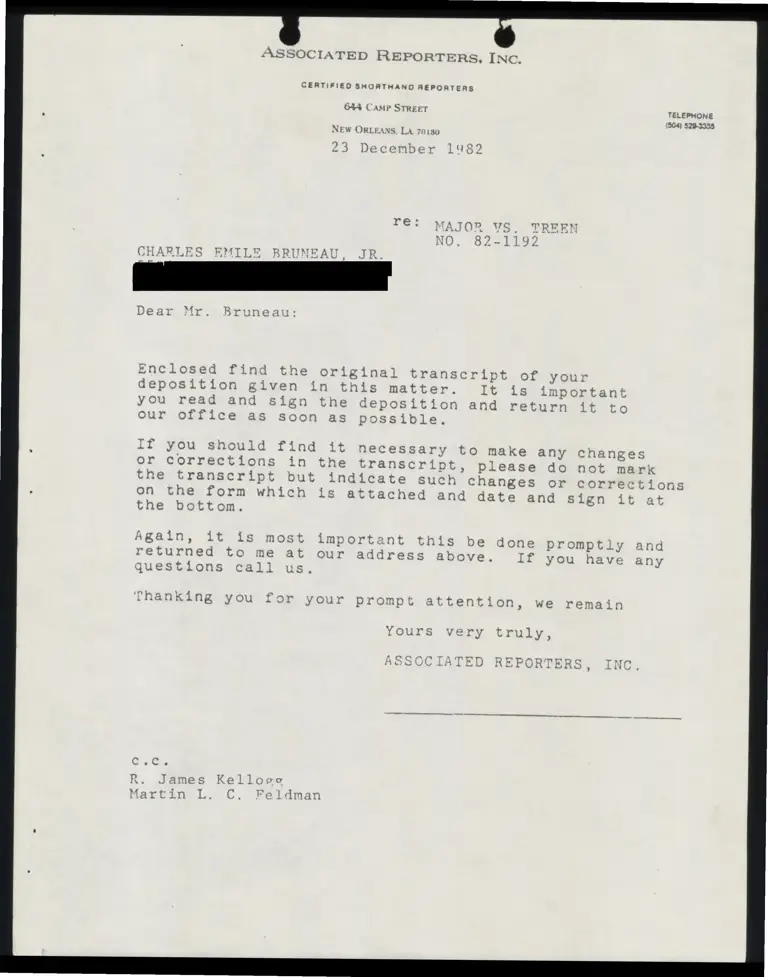 ASSOCIATED REPORTERS, INC.
CERTIFIED SHORTHAND REPORTERS
644 CAMP STREET
NEW ORLEANS, LA 70130
TELEPHONE
(504) 529-3355
23 December 1982
re: MAJOR VS. TREEN
NO. 82-1192
CHARLES EMILE BRUNEAU, JR.
Dear Mr. Bruneau:
Enclosed find the original transcript of your
deposition given in this matter. It is important
you read and sign the deposition and return it to
our office as soon as possible.
If you should find it necessary to make any changes
or corrections in the transcript, please do not mark
the transcript but indicate such changes or corrections
on the form which is attached and date and sign it at
the bottom.
Again, it is most important this be done promptly and
returned to me at our address above. If you have any
questions call us.
Thanking you for your prompt attention, we remain
Yours very truly,
ASSOCIATED REPORTERS, INC.
c.c.
R. James Kellogg
Martin L. C. Feldman